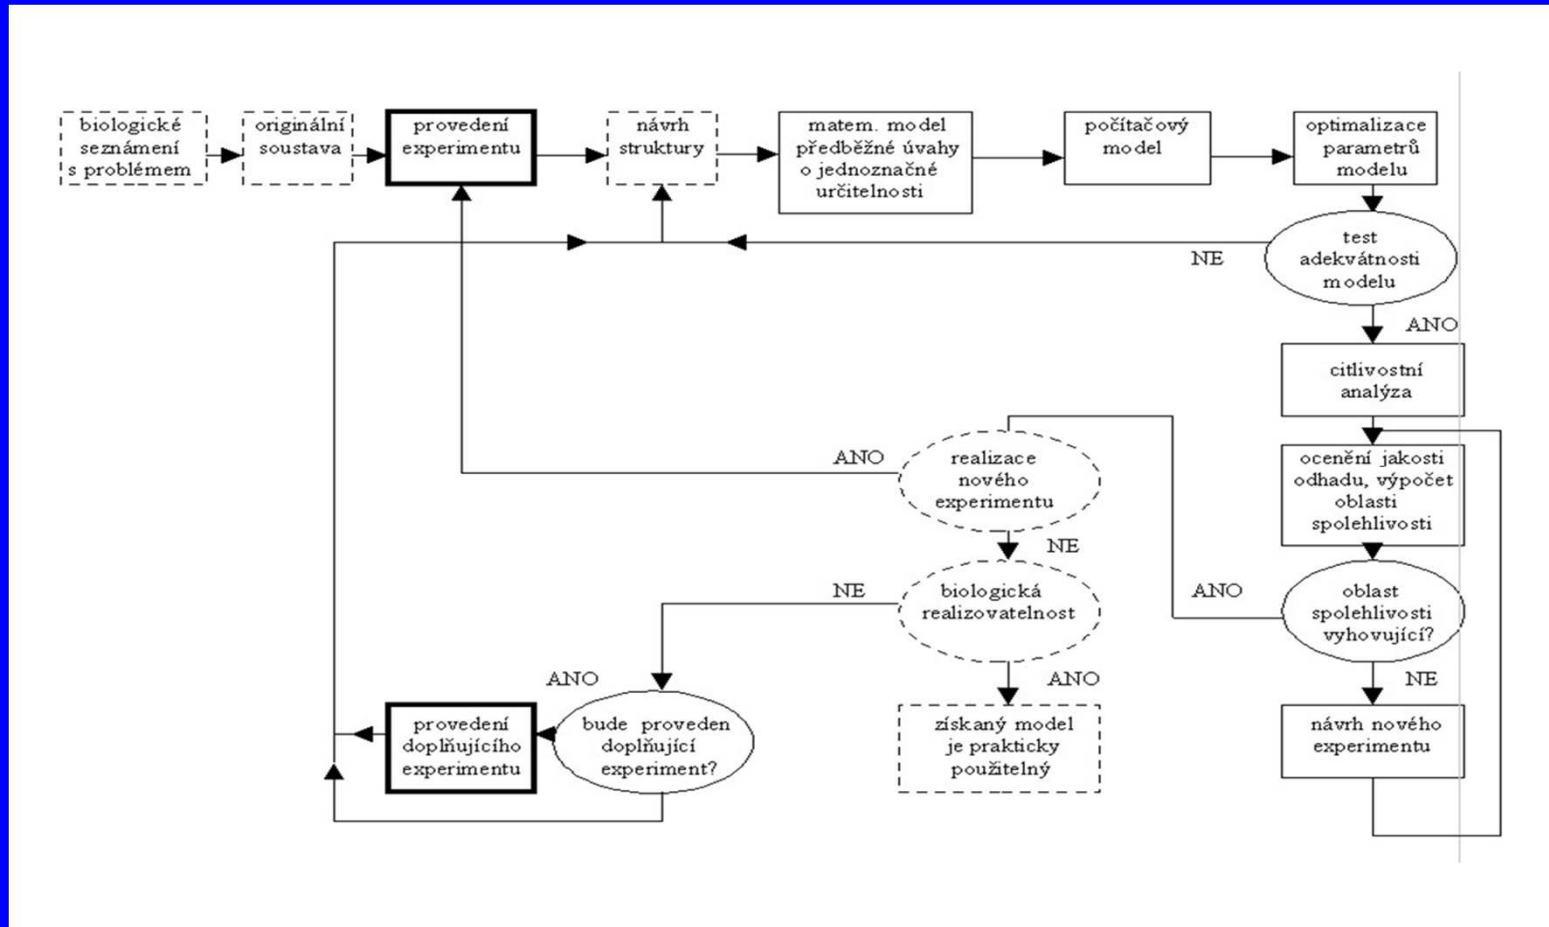 biologické
seznámení
s problémem
originální
soustava
provedení
experimentu
návrh
struktury
matem. model
předběžné úvahy
o jednoznačné
určitelnosti
počítačový
model
optimalizace
parametrů
modelu
test
adekvátnosti
modelu
NE
ANO
citlivostní
analýza
ocenění jakosti
odhadu, výpočet
oblasti
spolehlivosti
ANO
realizace
nového
experimentu
NE
NE
biologická
realizovatelnost
ANO
oblast
spolehlivosti
vyhovující?
NE
ANO
ANO
provedení
doplňujícího
experimentu
bude proveden
doplňující
experiment?
získaný model
je prakticky
použitelný
návrh nového
experimentu